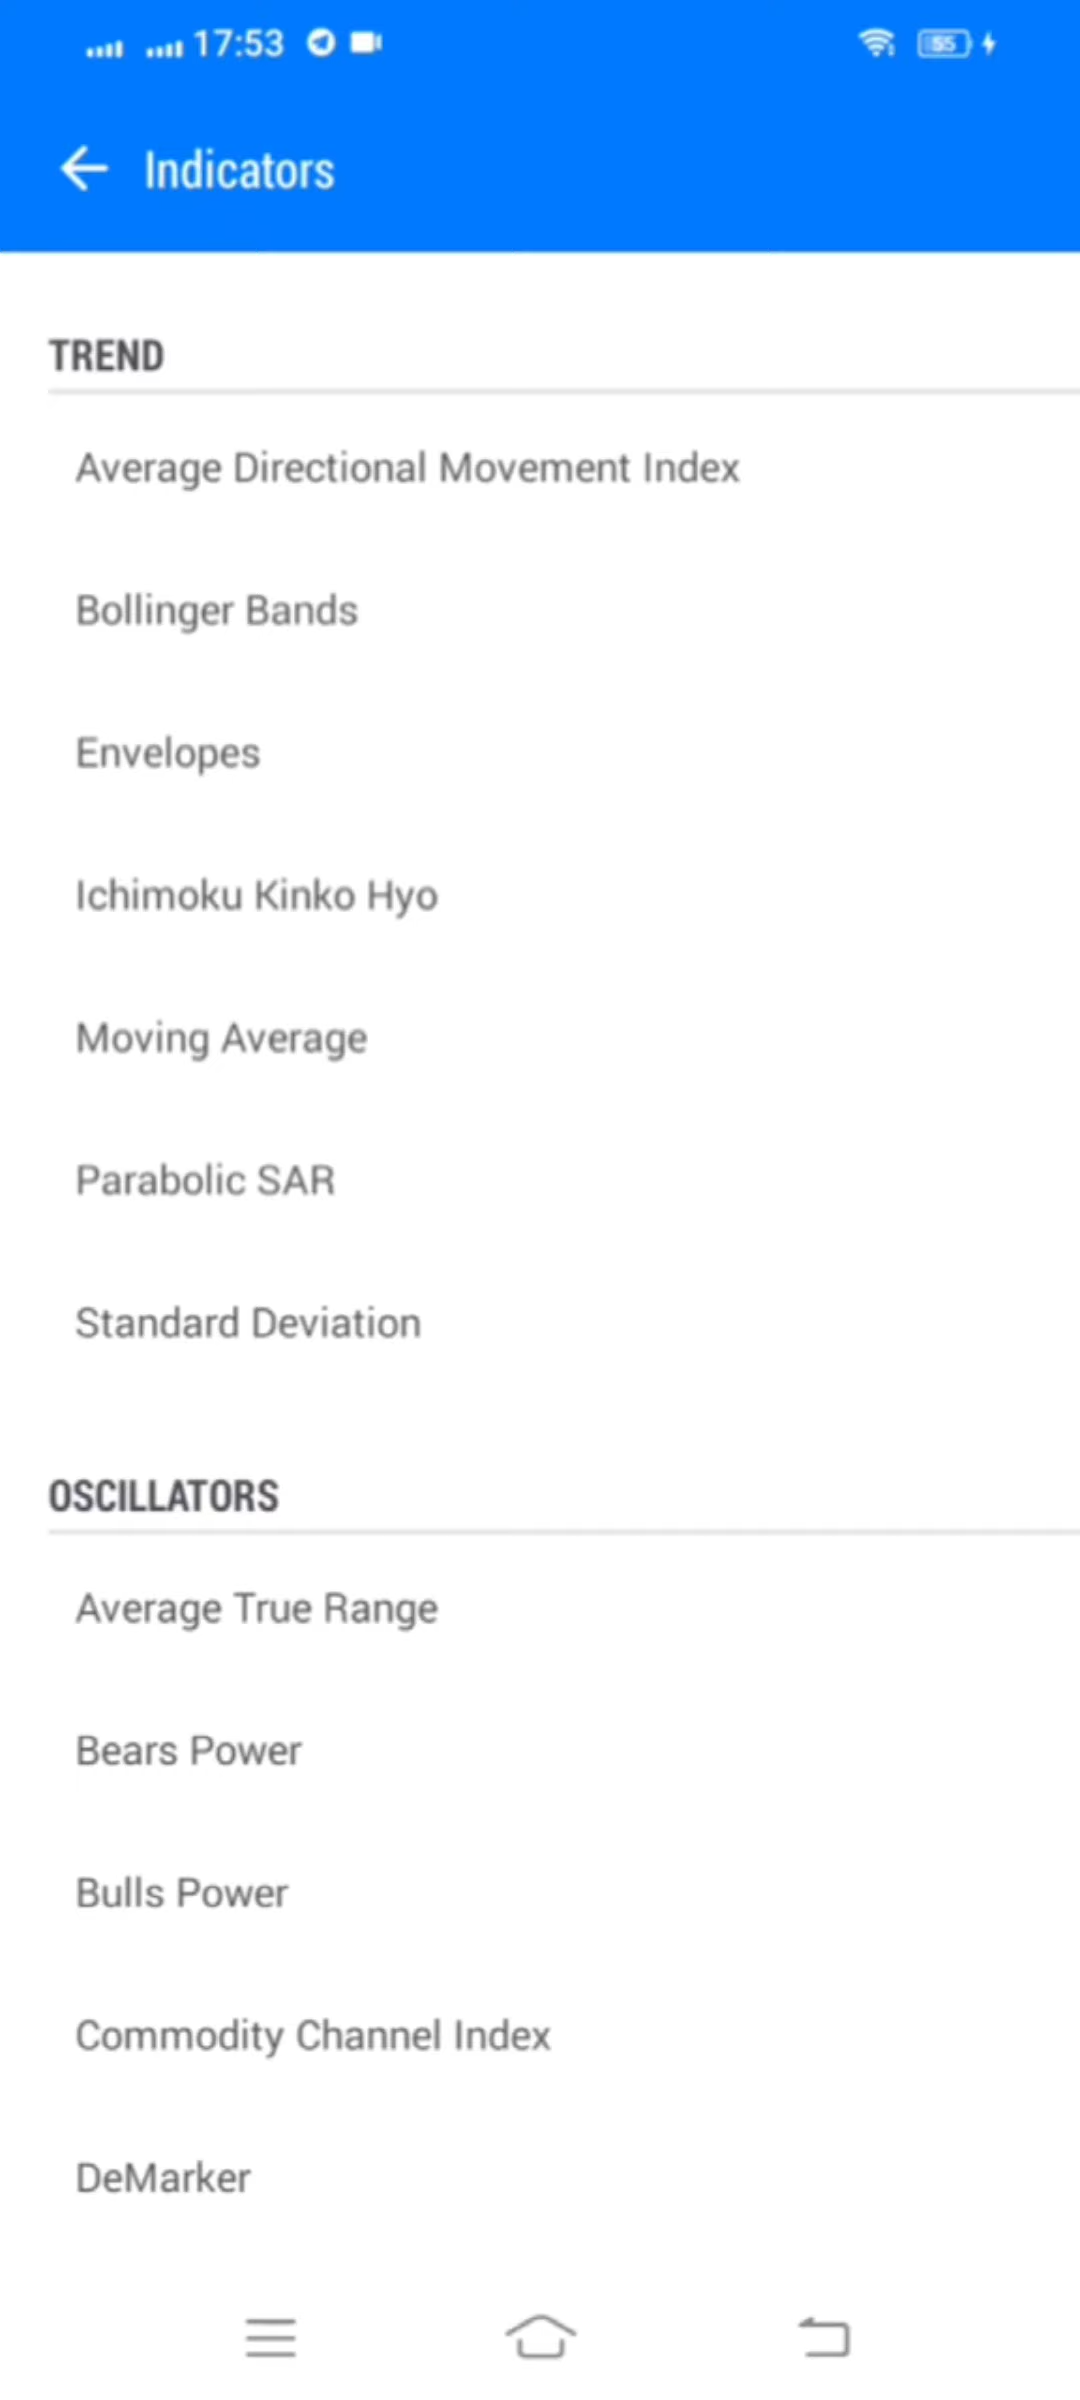 17:53
55
Indicators
TREND
Average Directional Movement Index
Bollinger Bands
Envelopes
Ichimoku Kinko Hyo
Moving Average
Parabolic SAR
Standard Deviation
OSCILLATORS
Average True Range
Bears Power
Bulls Power
Commodity Channel Index
DeMarker